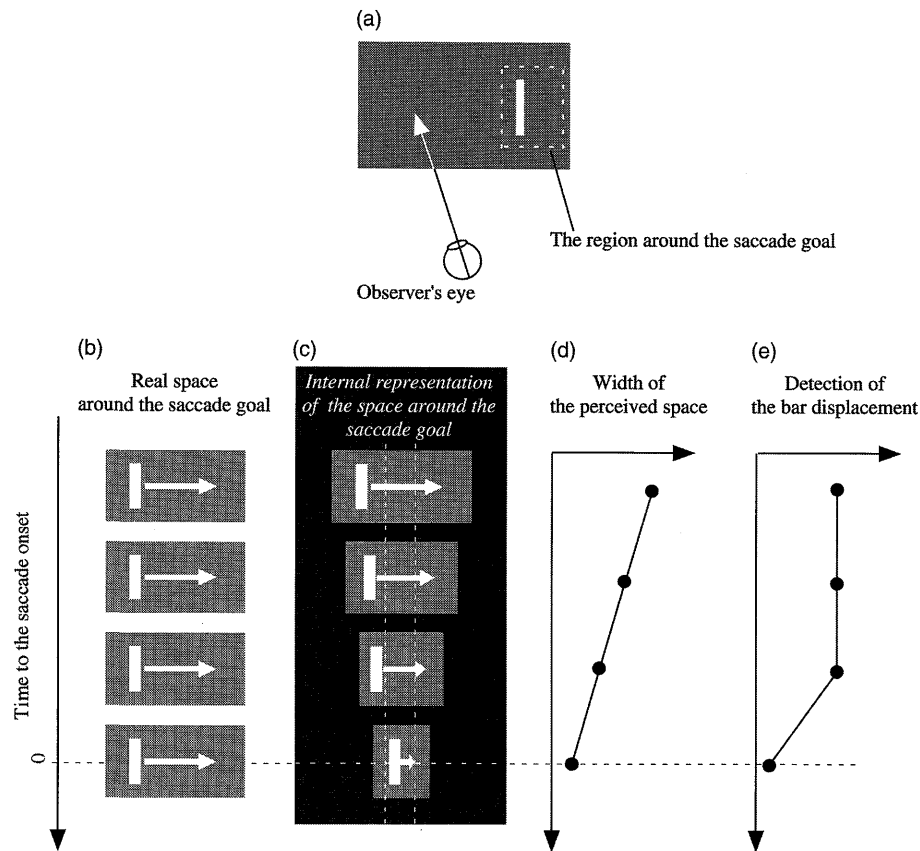 (a)
The region around the saccade goal
Observer's eye
(b)
Real space
around the saccade goal
(c)
Internal representation
of the space around the
saccade goal
(d)
Width of
the perceived space
(e)
Detection of
the bar displacement
Time to the saccade onset
0